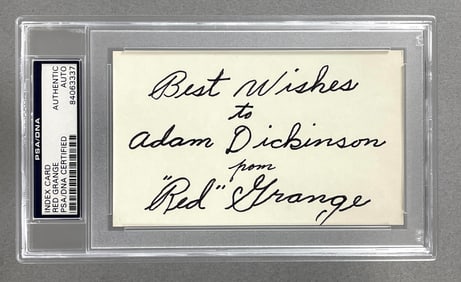 PSA/DNA
INDEX CARD
RED GRANGE
PSA/DNA CERTIFIED
AUTHENTIC
AUTO
84063337
Best Wishes
to
Adam Dickinson
from
"Red" Grange